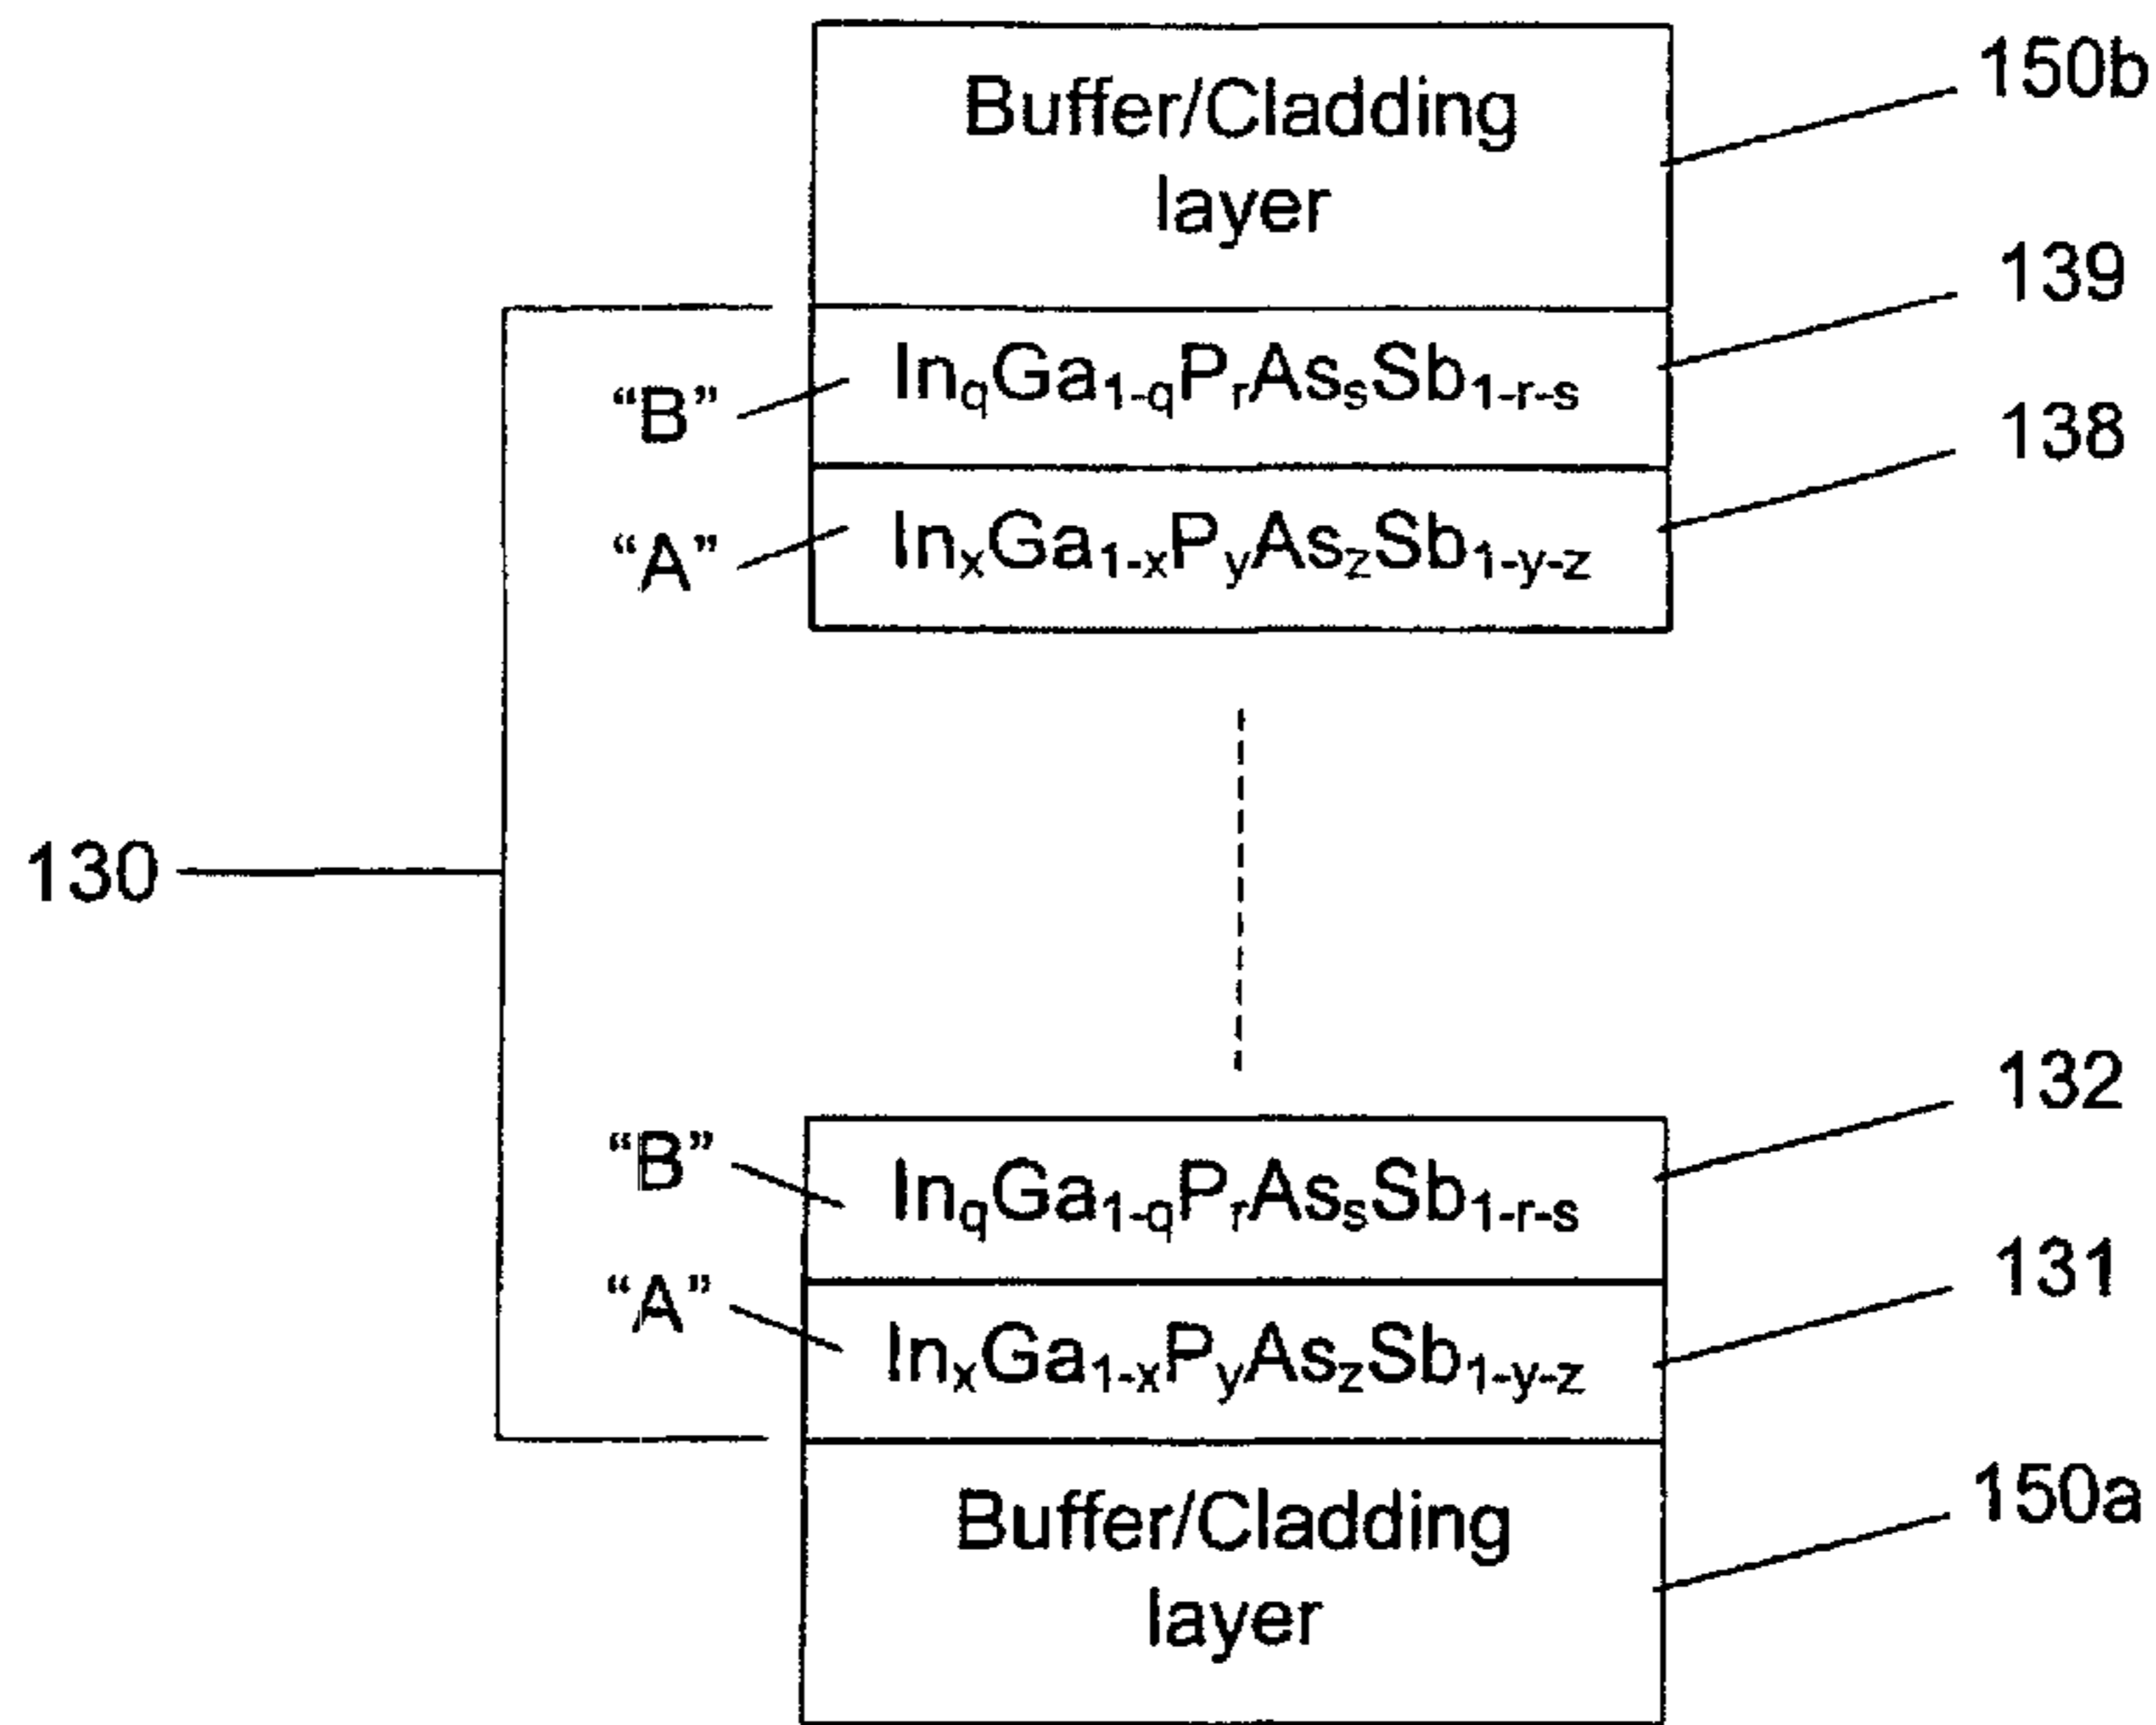 Buffer/Cladding
layer
150b
"B"
InqGa1-qPrAssSb1-r-s
139
"A"
InxGa1-xPyAszSb1-y-z
138
130
"B"
InqGa1-qPrAssSb1-r-s
132
"A"
InxGa1-xPyAszSb1-y-z
131
Buffer/Cladding
layer
150a